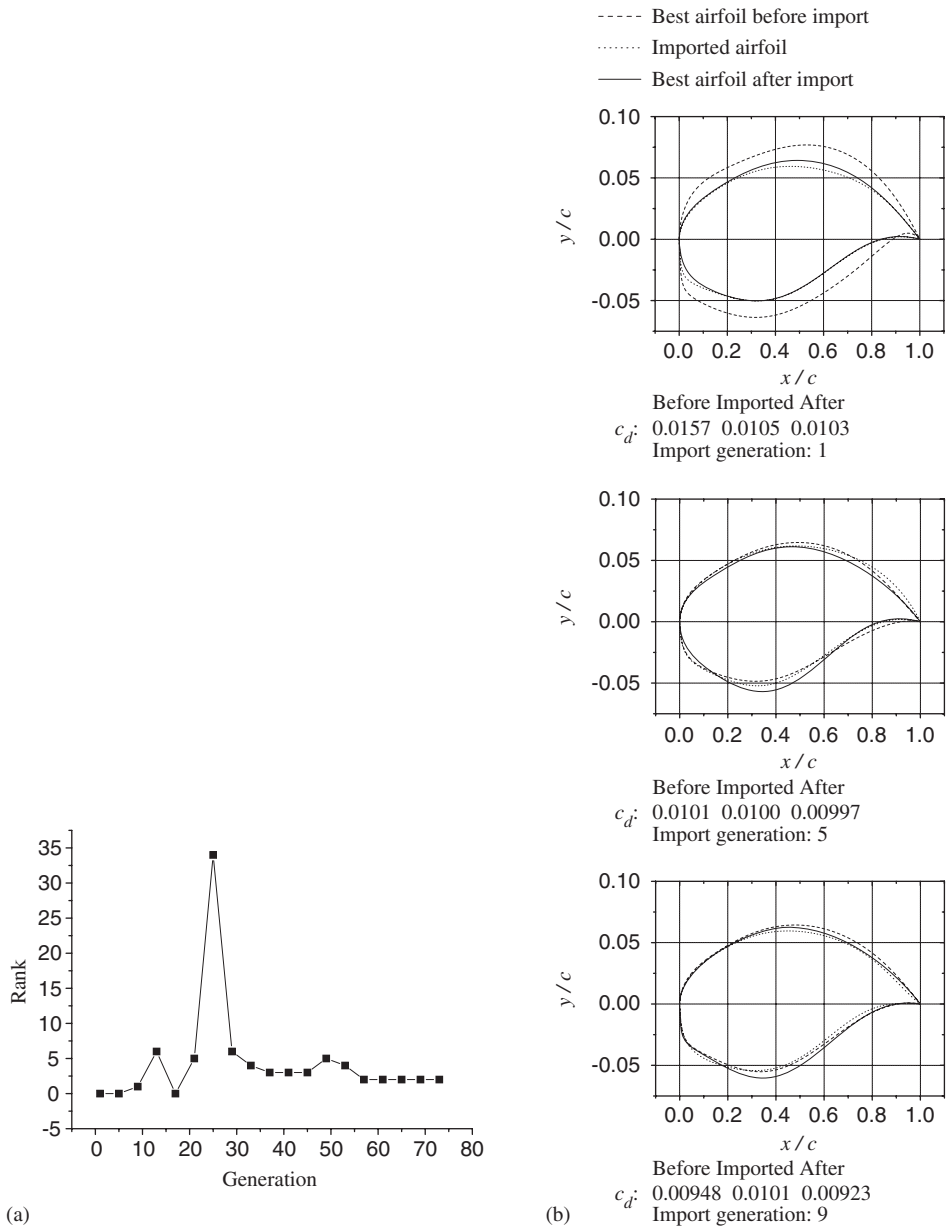 Best airfoil before import
Imported airfoil
Best airfoil after import
0.10
0.05
0.00
-0.05
y / c
0.0 0.2 0.4 0.6 0.8 1.0
x / c
Before Imported After
c_d: 0.0157 0.0105 0.0103
Import generation: 1
0.10
0.05
0.00
-0.05
y / c
0.0 0.2 0.4 0.6 0.8 1.0
x / c
Before Imported After
c_d: 0.0101 0.0100 0.00997
Import generation: 5
35
30
25
20
15
10
5
0
-5
Rank
0 10 20 30 40 50 60 70 80
Generation
(a)
0.10
0.05
0.00
-0.05
y / c
0.0 0.2 0.4 0.6 0.8 1.0
x / c
Before Imported After
c_d: 0.00948 0.0101 0.00923
Import generation: 9
(b)